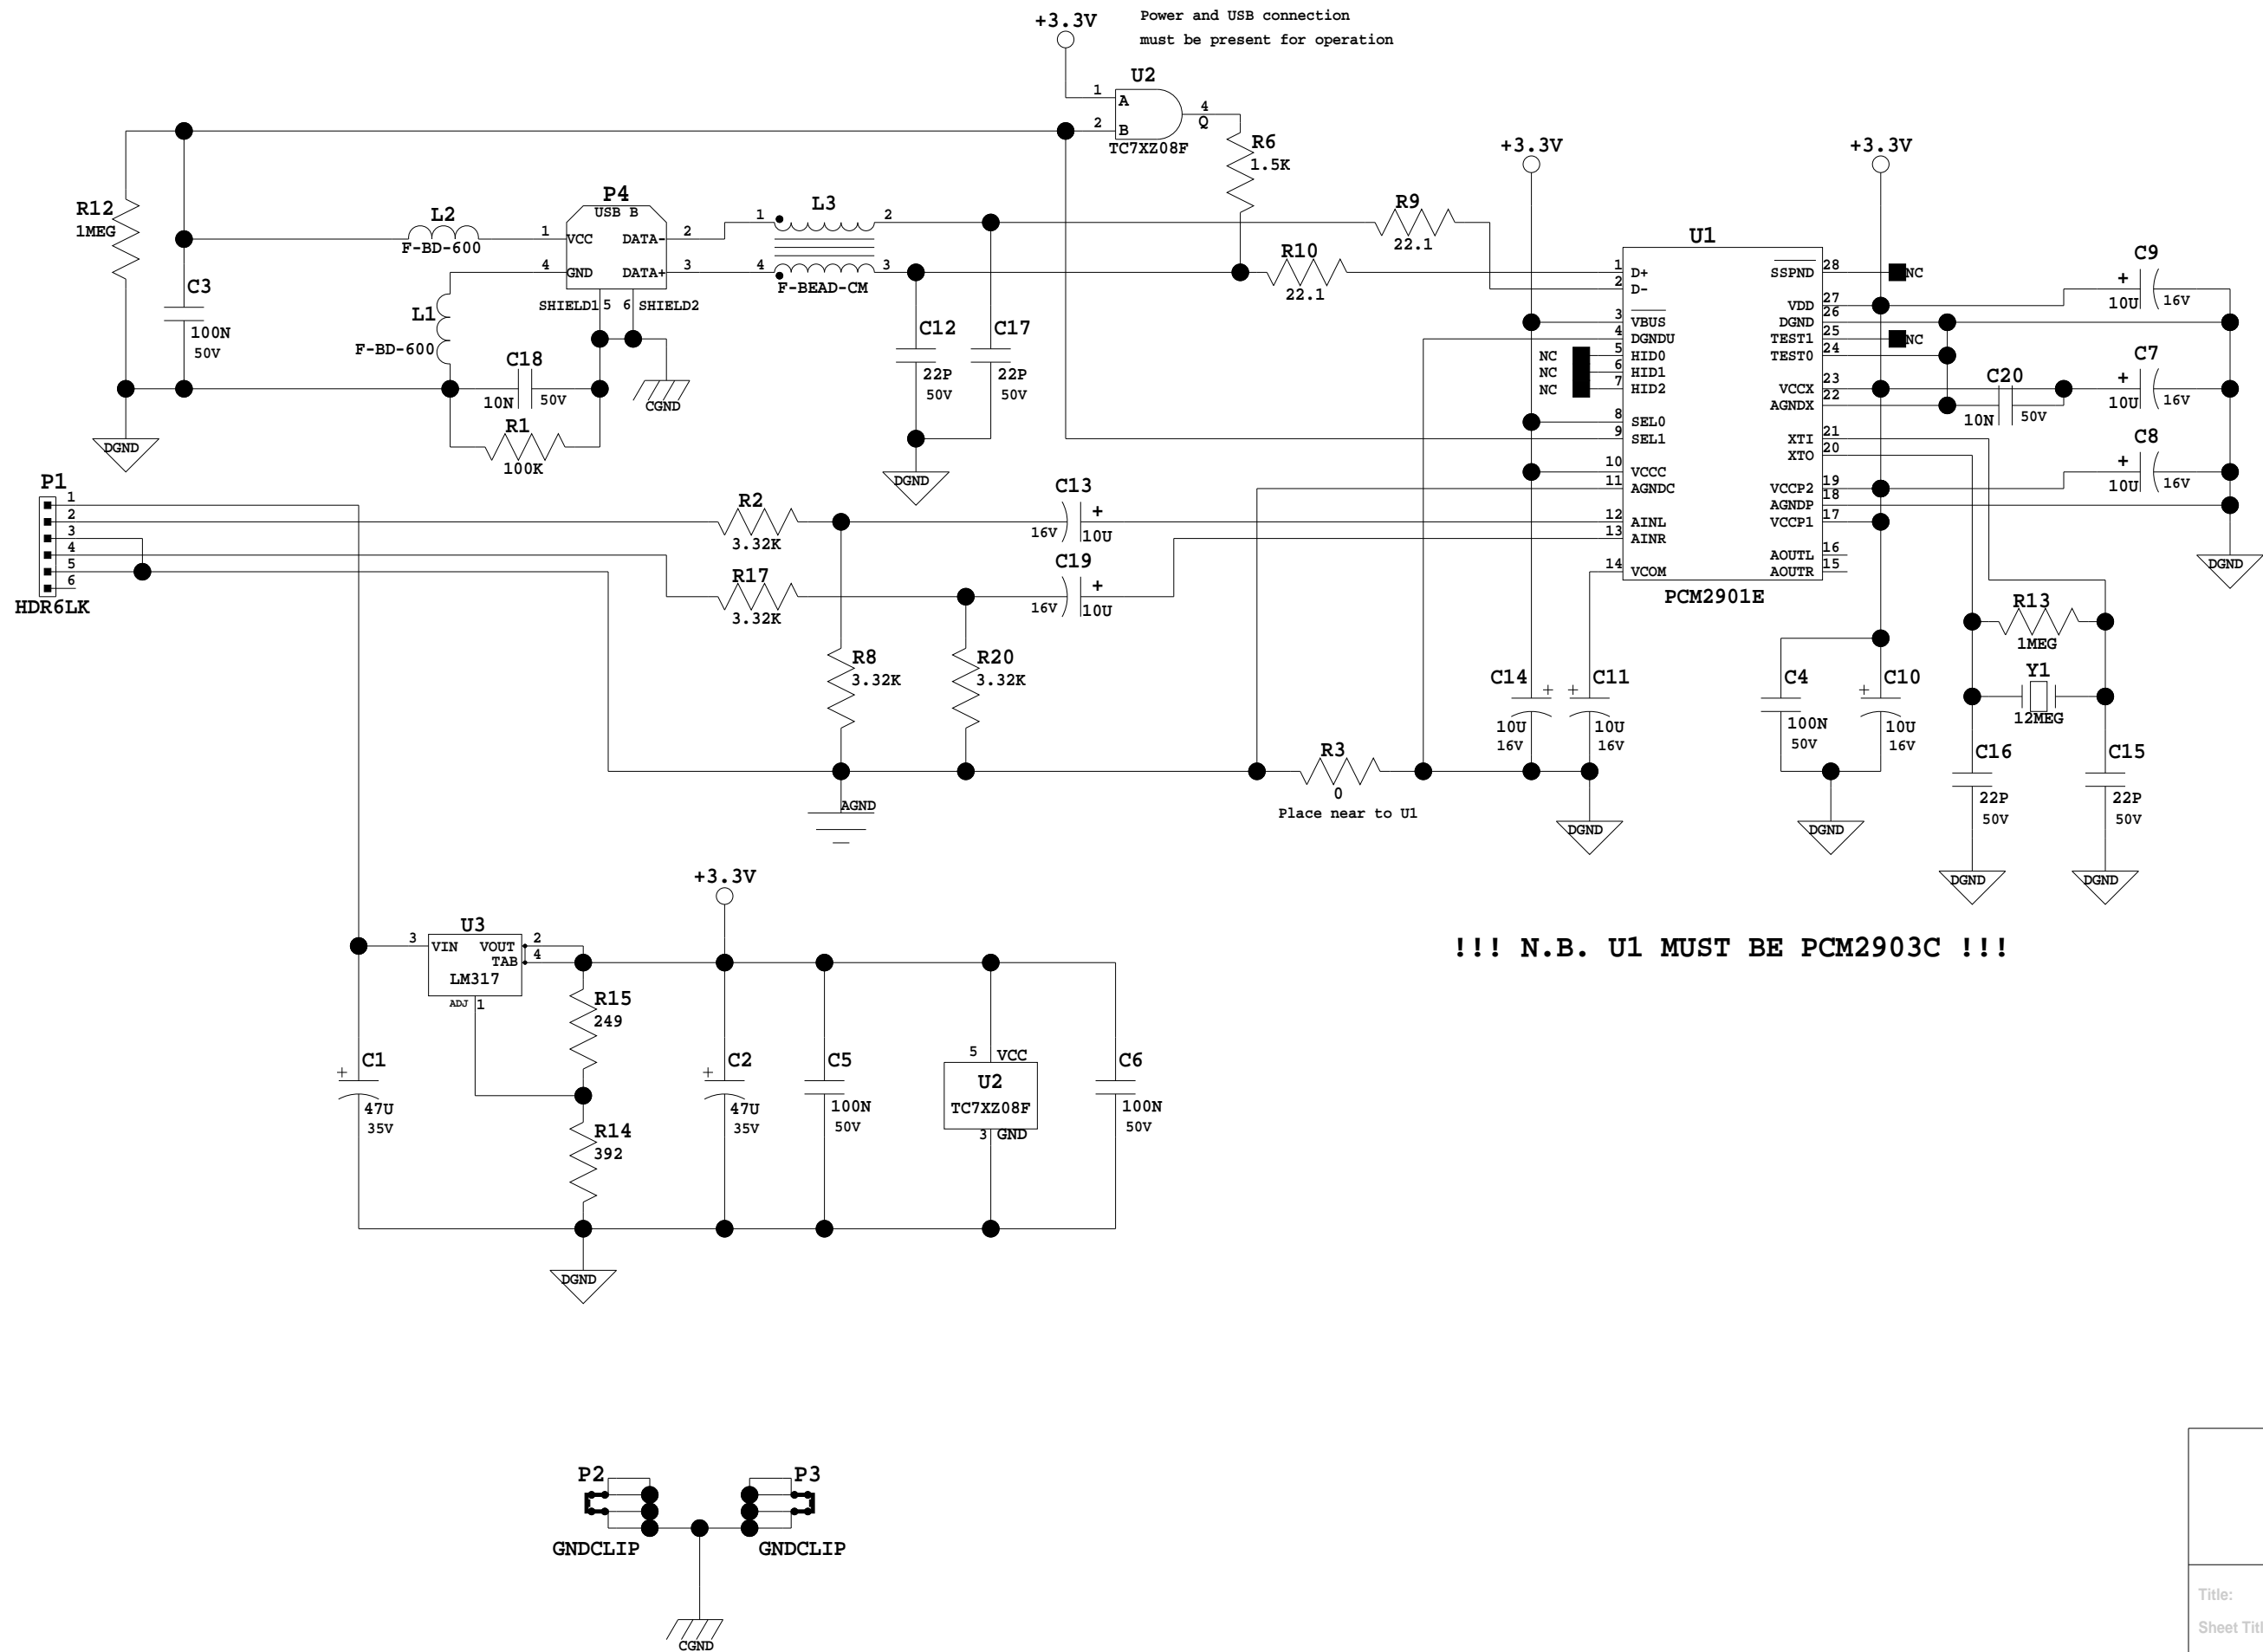 +3.3V
Power and USB connection
must be present for operation
U2
1
A
2
B
4
Q
TC7XZ08F
R6
1.5K
+3.3V
+3.3V
R12
1MEG
L2
F-BD-600
P4
USB B
1
VCC
DATA-
2
4
GND
DATA+
3
SHIELD1
5
6
SHIELD2
CGND
L3
1
2
4
3
F-BEAD-CM
R9
22.1
R10
22.1
C3
100N
50V
L1
F-BD-600
C18
10N
50V
R1
100K
DGND
C12
22P
50V
C17
22P
50V
DGND
U1
1
D+
2
D-
3
VBUS
4
DGNDU
NC
5
HID0
NC
6
HID1
NC
7
HID2
8
SEL0
9
SEL1
10
VCCC
11
AGNDC
12
AINL
13
AINR
14
VCOM
SSPND
28
NC
VDD
27
DGND
26
TEST1
25
NC
TEST0
24
VCCX
23
AGNDX
22
XTI
21
XTO
20
VCCP2
19
AGNDP
18
VCCP1
17
AOUTL
16
AOUTR
15
PCM2901E
C9
+
10U
16V
C7
+
10U
16V
C20
10N
50V
C8
+
10U
16V
DGND
P1
1
2
3
4
5
6
HDR6LK
R2
3.32K
R17
3.32K
C13
+
16V
10U
C19
+
16V
10U
R8
3.32K
R20
3.32K
AGND
R3
0
Place near to U1
C14
+
10U
16V
C11
+
10U
16V
DGND
C4
100N
50V
C10
+
10U
16V
DGND
R13
1MEG
Y1
12MEG
C16
22P
50V
DGND
C15
22P
50V
DGND
+3.3V
U3
3
VIN
VOUT
2
TAB
4
LM317
ADJ
1
R15
249
R14
392
C1
+
47U
35V
C2
+
47U
35V
C5
100N
50V
5
VCC
U2
TC7XZ08F
3
GND
C6
100N
50V
DGND
!!! N.B. U1 MUST BE PCM2903C !!!
P2
GNDCLIP
P3
GNDCLIP
CGND
Title:
Sheet Titl